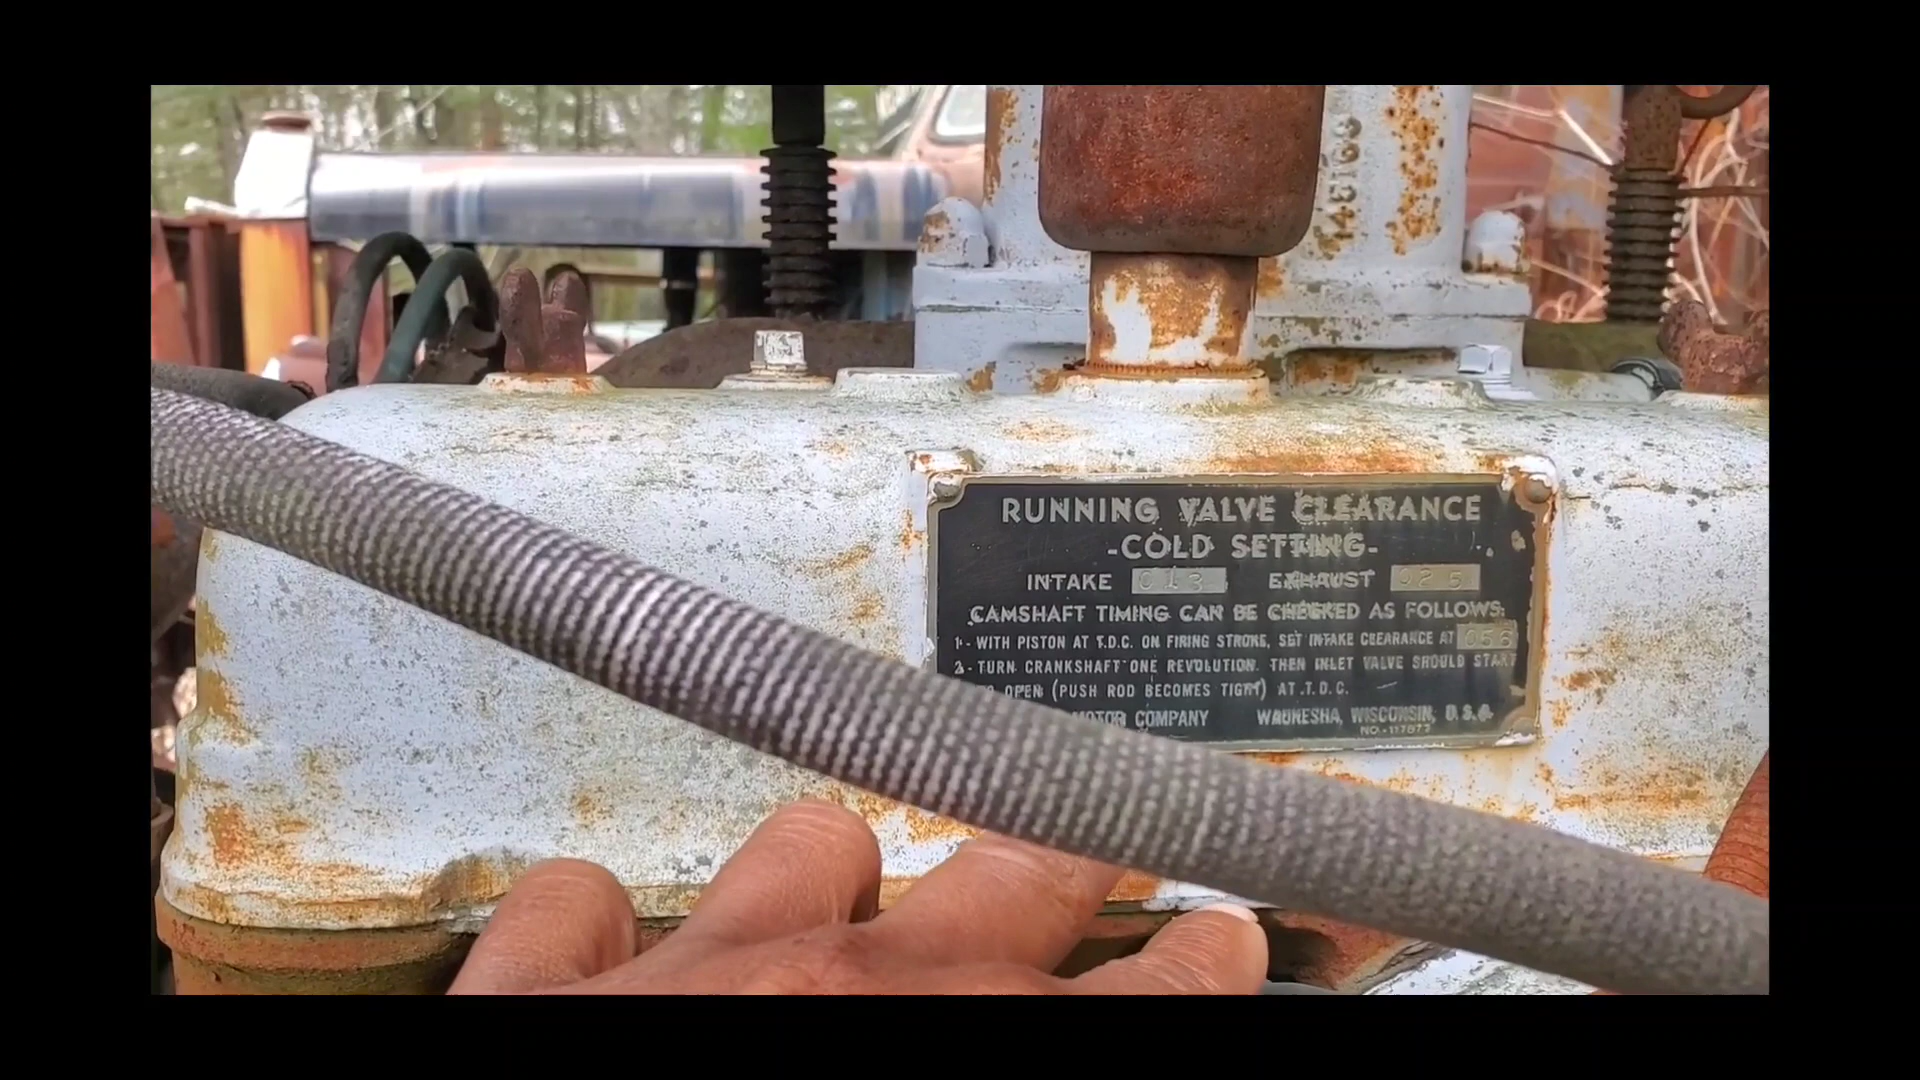 RUNNING VALVE CLEARANCE
-COLD SETTING-
INTAKE 013 EXHAUST 025
CAMSHAFT TIMING CAN BE CHECKED AS FOLLOWS:
1- WITH PISTON AT T.D.C. ON FIRING STROKE, SET INTAKE CLEARANCE AT 056
2- TURN CRANKSHAFT ONE REVOLUTION. THEN INLET VALVE SHOULD START
OPEN (PUSH ROD BECOMES TIGHT) AT T.D.C.
MOTOR COMPANY WAUKESHA, WISCONSIN, U.S.A.